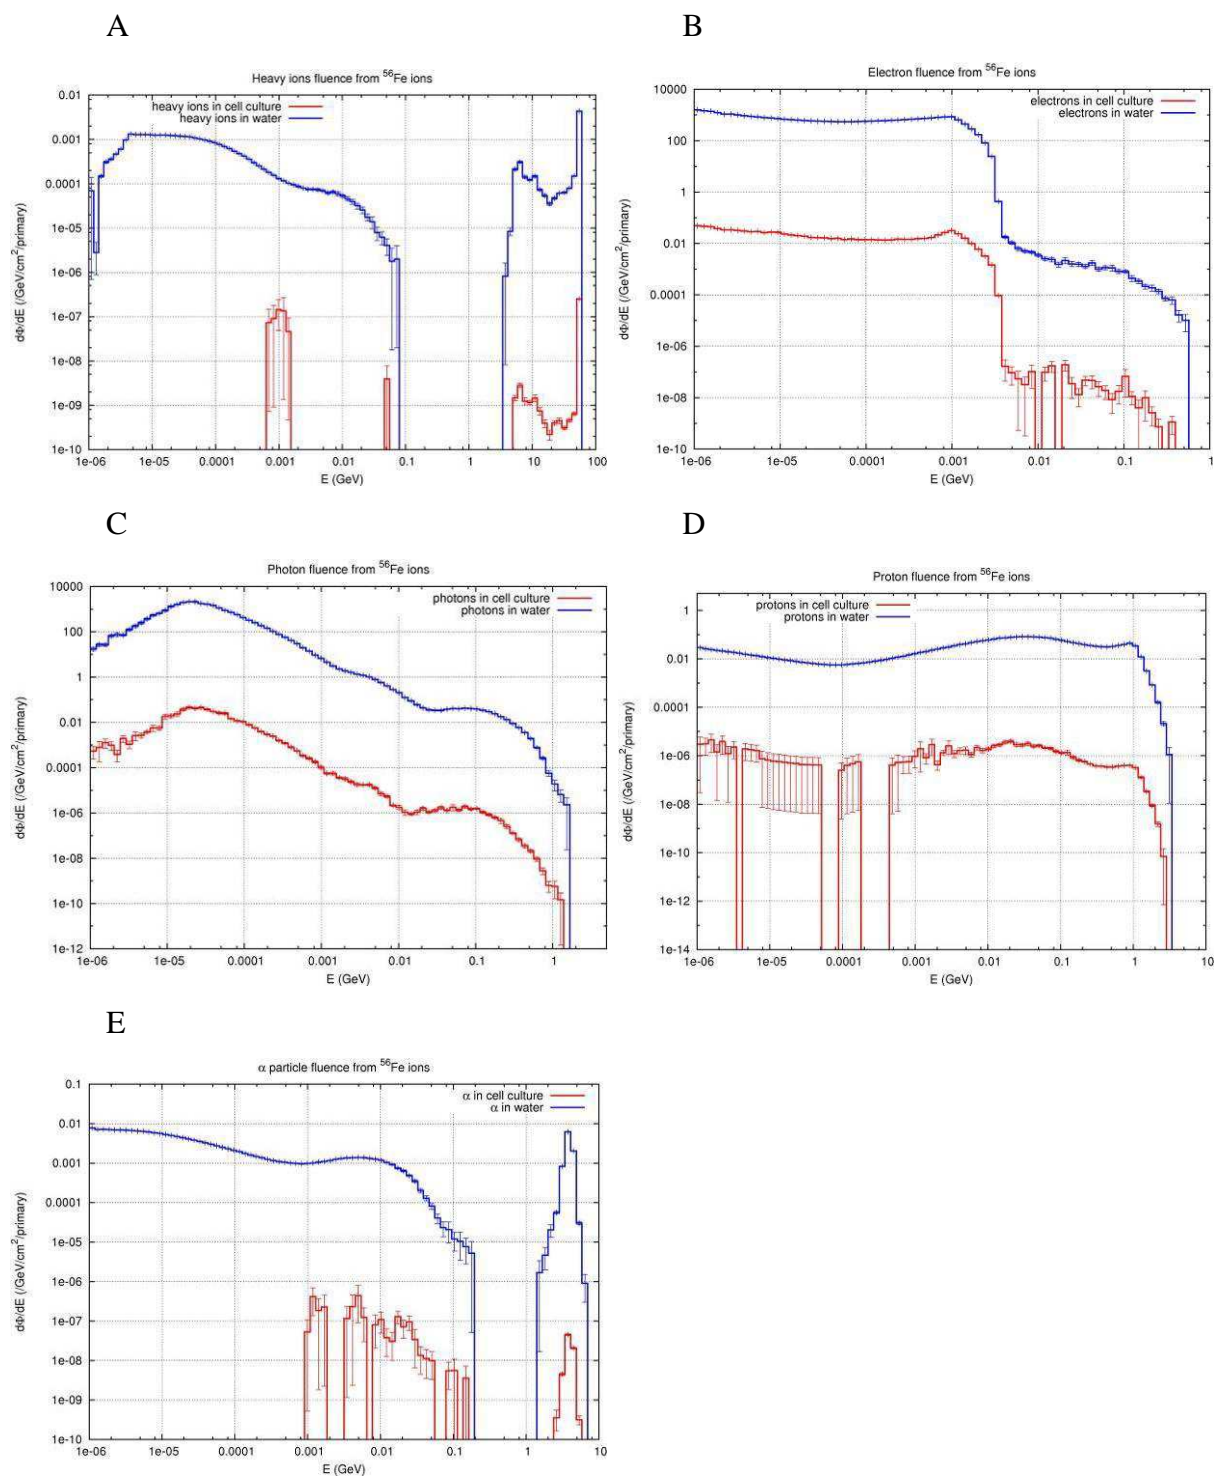 A
Heavy ions fluence from ⁵⁶Fe ions
heavy ions in cell culture
heavy ions in water
dΦ/dE (/GeV/cm²/primary)
0.01
0.001
0.0001
1e-05
1e-06
1e-07
1e-08
1e-09
1e-10
1e-06 1e-05 0.0001 0.001 0.01 0.1 1 10 100
E (GeV)
B
Electron fluence from ⁵⁶Fe ions
electrons in cell culture
electrons in water
dΦ/dE (/GeV/cm²/primary)
10000
100
1
0.01
0.0001
1e-06
1e-08
1e-10
1e-06 1e-05 0.0001 0.001 0.01 0.1 1
E (GeV)
C
Photon fluence from ⁵⁶Fe ions
photons in cell culture
photons in water
dΦ/dE (/GeV/cm²/primary)
10000
100
1
0.01
0.0001
1e-06
1e-08
1e-10
1e-12
1e-06 1e-05 0.0001 0.001 0.01 0.1 1
E (GeV)
D
Proton fluence from ⁵⁶Fe ions
protons in cell culture
protons in water
dΦ/dE (/GeV/cm²/primary)
1
0.01
0.0001
1e-06
1e-08
1e-10
1e-12
1e-14
1e-06 1e-05 0.0001 0.001 0.01 0.1 1 10
E (GeV)
E
α particle fluence from ⁵⁶Fe ions
α in cell culture
α in water
dΦ/dE (/GeV/cm²/primary)
0.1
0.01
0.001
0.0001
1e-05
1e-06
1e-07
1e-08
1e-09
1e-10
1e-06 1e-05 0.0001 0.001 0.01 0.1 1 10
E (GeV)